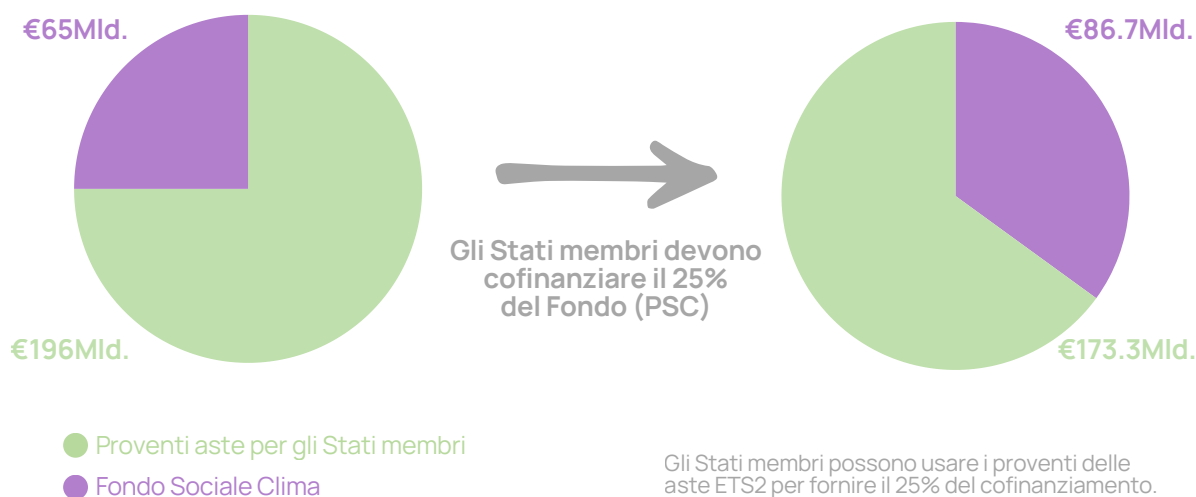 €65Mld.
€86.7Mld.
Gli Stati membri devono
cofinanziare il 25%
del Fondo (PSC)
€196Mld.
€173.3Mld.
Proventi aste per gli Stati membri
Fondo Sociale Clima
Gli Stati membri possono usare i proventi delle
aste ETS2 per fornire il 25% del cofinanziamento.